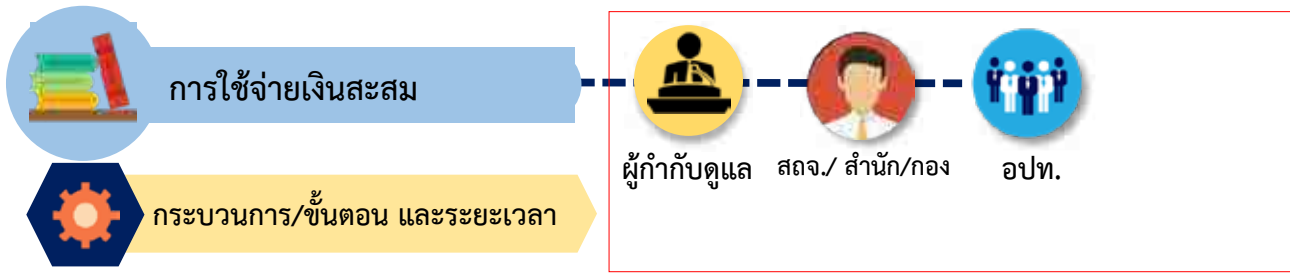 การใช้จ่ายเงินสะสม
ผู้กำกับดูแล สถจ./ สำนัก/กอง อปท.
กระบวนการ/ขั้นตอน และระยะเวลา